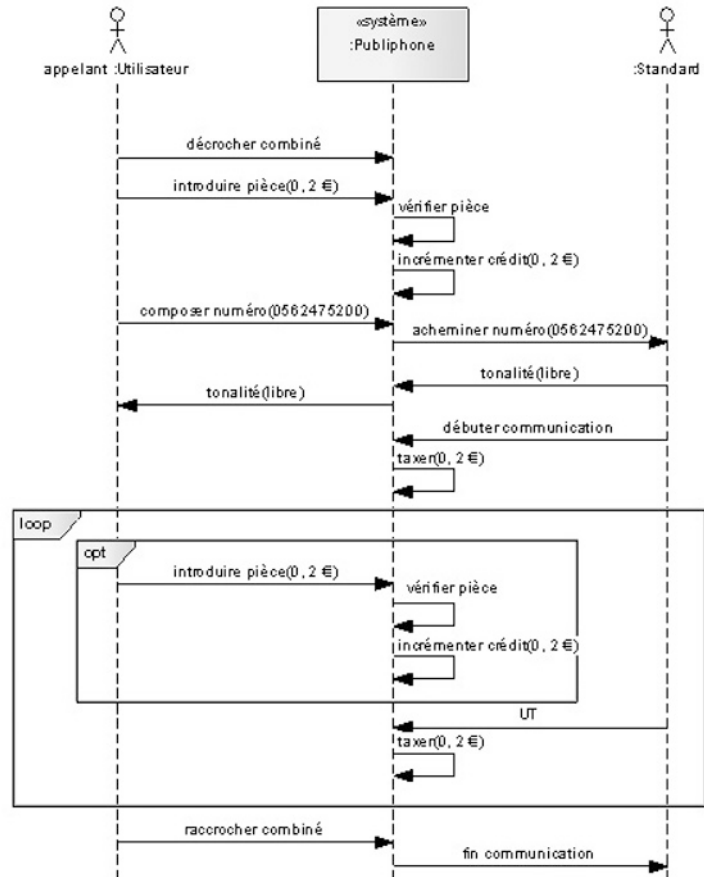 «système»
:Publiphone
appelant :Utilisateur
:Standard
décrocher combiné
introduire pièce(0, 2 €)
vérifier pièce
incrémenter crédit(0, 2 €)
composer numéro(0562475200)
acheminer numéro(0562475200)
tonalité(libre)
tonalité(libre)
débuter communication
taxer(0, 2 €)
loop
opt
introduire pièce(0, 2 €)
vérifier pièce
incrémenter crédit(0, 2 €)
UT
taxer(0, 2 €)
raccrocher combiné
fin communication